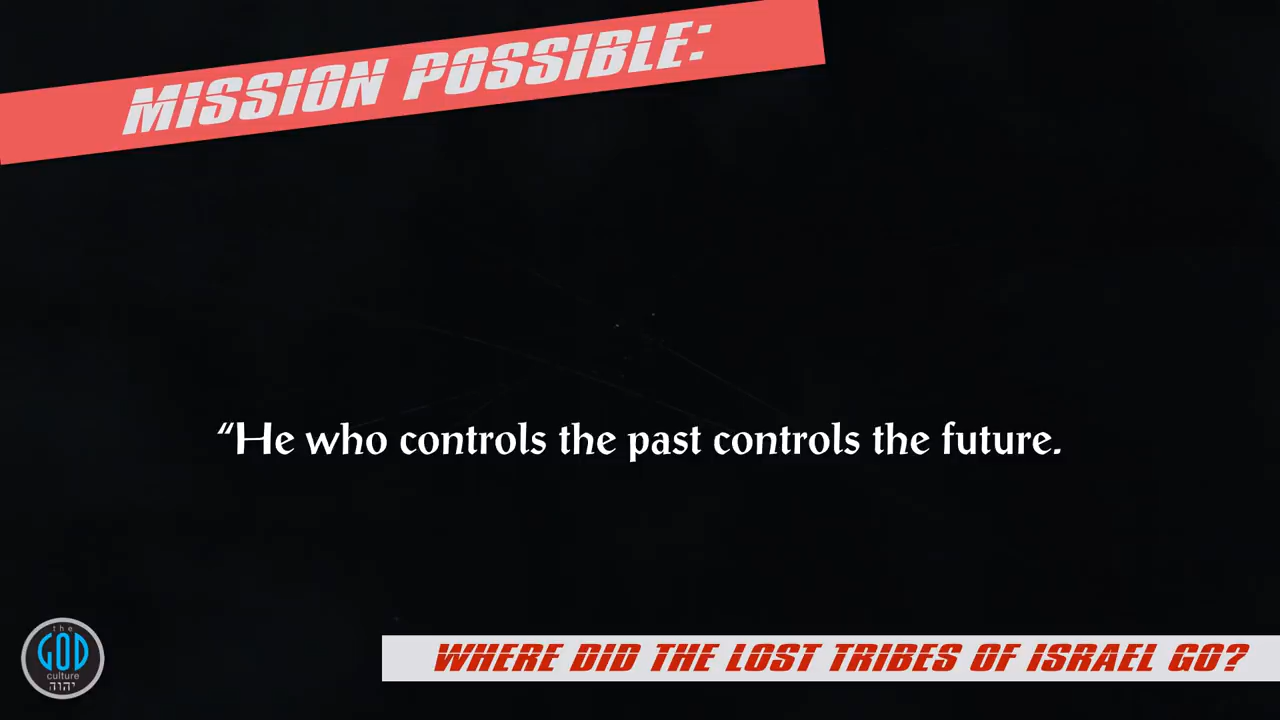 MISSION POSSIBLE:
“He who controls the past controls the future.
the
GOD
culture
יהוה
WHERE DID THE LOST TRIBES OF ISRAEL GO?